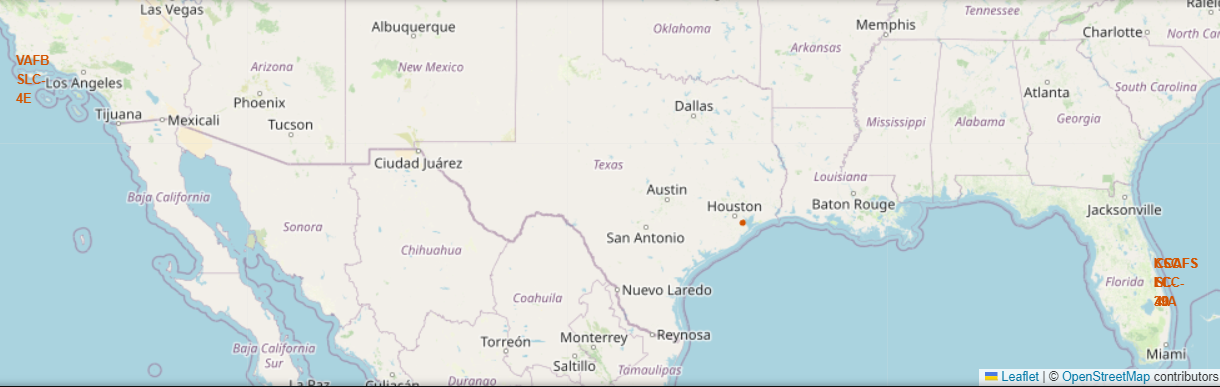 Las Vegas
Albuquerque
Oklahoma
Memphis
Tennessee
Charlotte
North Car
VAFB
SLC-
4E
Los Angeles
Arizona
New Mexico
Arkansas
Phoenix
Tucson
Dallas
Atlanta
South Carolina
Tijuana
Mexicali
Mississippi
Alabama
Georgia
Ciudad Juárez
Texas
Louisiana
Baja California
Austin
Houston
Baton Rouge
Jacksonville
Sonora
Chihuahua
San Antonio
Florida
Coahuila
Nuevo Laredo
Torreón
Monterrey
Reynosa
Baja California
Sur
Saltillo
Miami
Tamaulipas
La Paz
Culiacán
Durango
Leaflet | © OpenStreetMap contributors